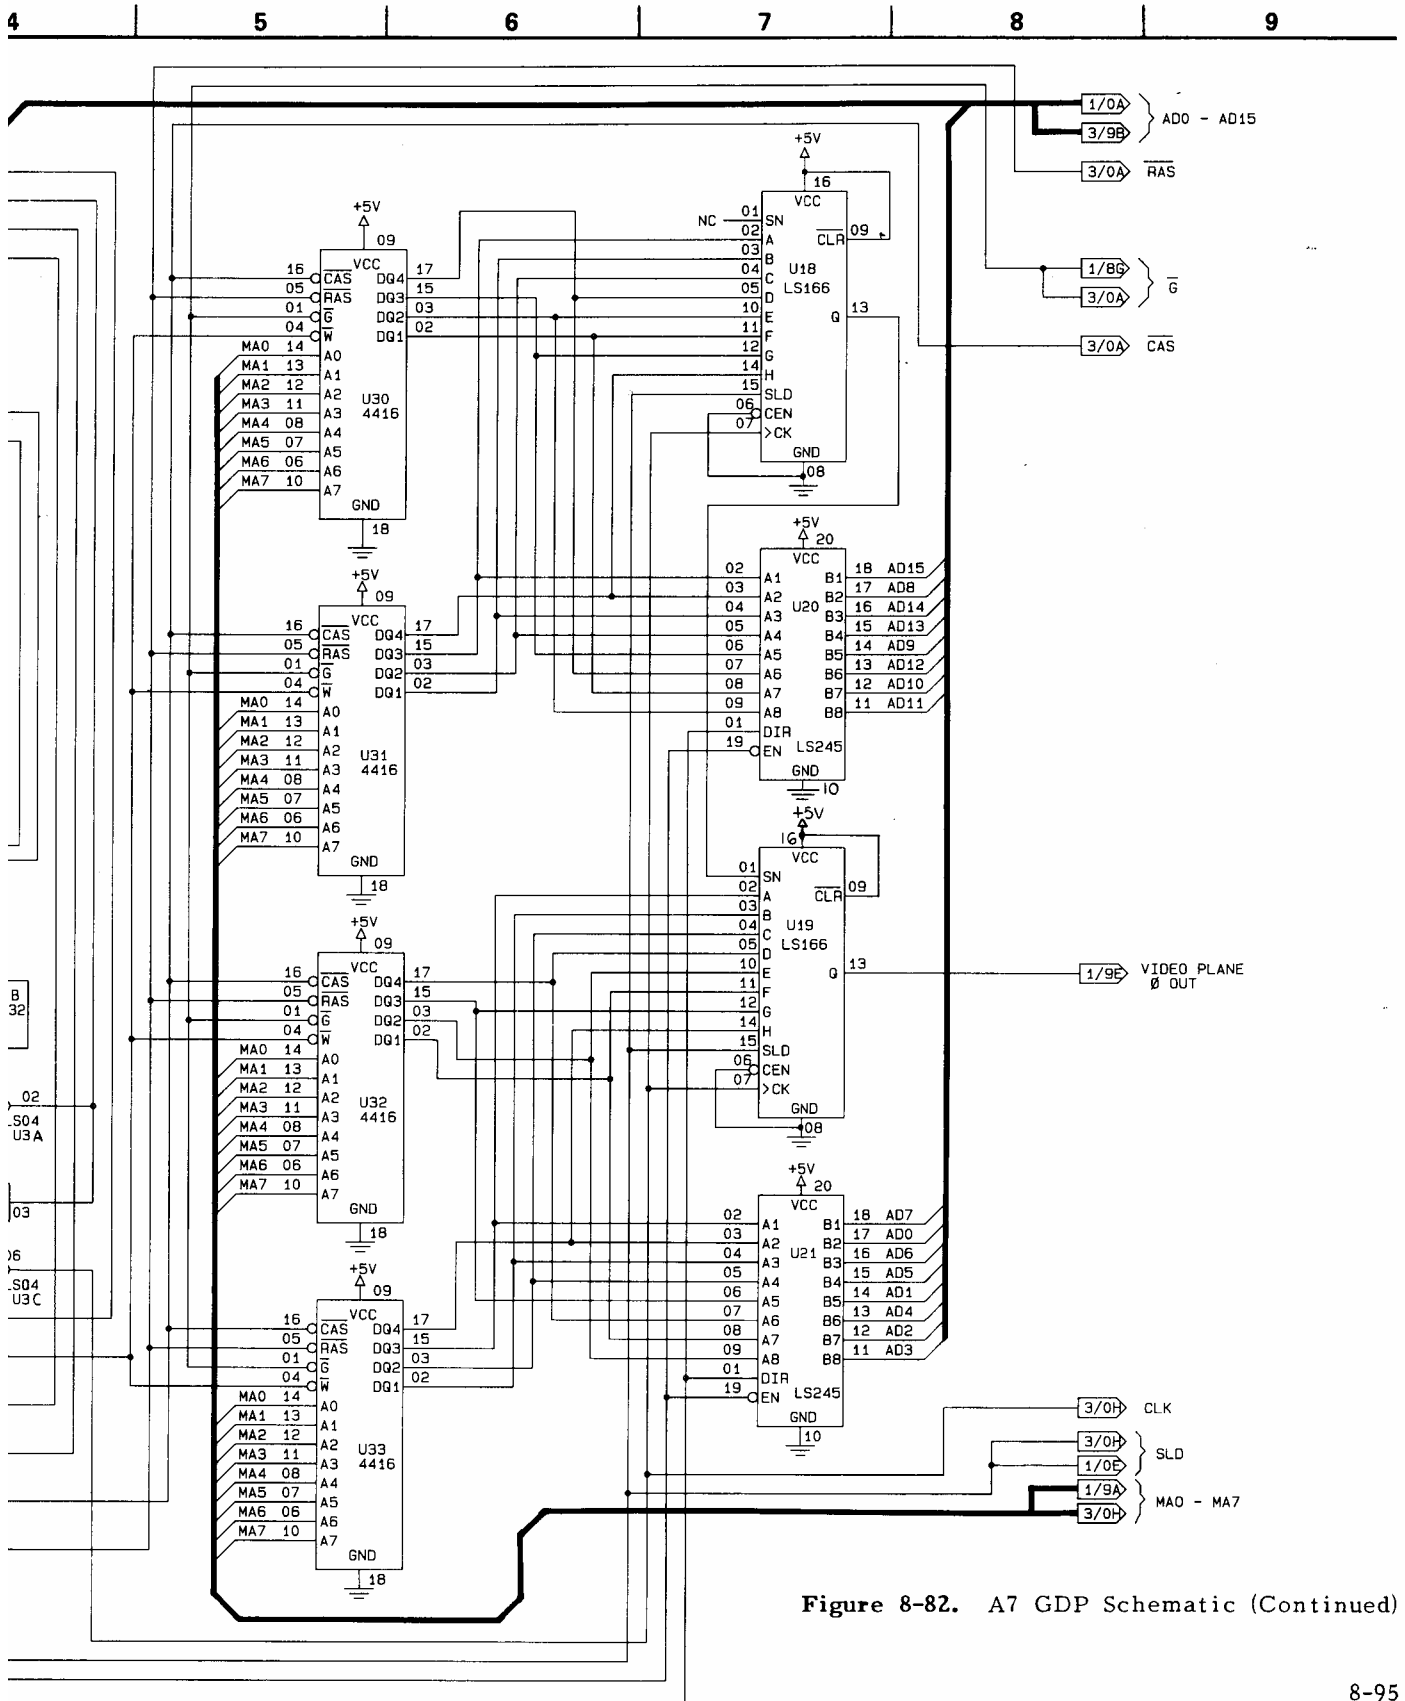 4 5 6 7 8 9
1/0A
3/9B
AD0 - AD15
3/0A RAS
1/8G
3/0A
G
3/0A CAS
+5V
09
VCC
16 CAS DQ4 17
05 RAS DQ3 15
01 G DQ2 03
04 W DQ1 02
MA0 14 A0
MA1 13 A1
MA2 12 A2
MA3 11 A3
MA4 08 A4
MA5 07 A5
MA6 06 A6
MA7 10 A7
U30
4416
GND
18
+5V
09
VCC
16 CAS DQ4 17
05 RAS DQ3 15
01 G DQ2 03
04 W DQ1 02
MA0 14 A0
MA1 13 A1
MA2 12 A2
MA3 11 A3
MA4 08 A4
MA5 07 A5
MA6 06 A6
MA7 10 A7
U31
4416
GND
18
+5V
09
VCC
16 CAS DQ4 17
05 RAS DQ3 15
01 G DQ2 03
04 W DQ1 02
MA0 14 A0
MA1 13 A1
MA2 12 A2
MA3 11 A3
MA4 08 A4
MA5 07 A5
MA6 06 A6
MA7 10 A7
U32
4416
GND
18
+5V
09
VCC
16 CAS DQ4 17
05 RAS DQ3 15
01 G DQ2 03
04 W DQ1 02
MA0 14 A0
MA1 13 A1
MA2 12 A2
MA3 11 A3
MA4 08 A4
MA5 07 A5
MA6 06 A6
MA7 10 A7
U33
4416
GND
18
+5V
16
VCC
NC 01 SN
02 A CLR 09
03 B
04 C
05 D
10 E Q 13
11 F
12 G
14 H
15 SLD
06 CEN
07 >CK
U18
LS166
GND
08
+5V
20
VCC
02 A1 B1 18 AD15
03 A2 B2 17 AD8
04 A3 B3 16 AD14
05 A4 B4 15 AD13
06 A5 B5 14 AD9
07 A6 B6 13 AD12
08 A7 B7 12 AD10
09 A8 B8 11 AD11
01 DIR
19 EN
U20
LS245
GND
10
+5V
16
VCC
01 SN
02 A CLR 09
03 B
04 C
05 D
10 E Q 13
11 F
12 G
14 H
15 SLD
06 CEN
07 >CK
U19
LS166
GND
08
1/9E VIDEO PLANE
Ø OUT
+5V
20
VCC
02 A1 B1 18 AD7
03 A2 B2 17 AD0
04 A3 B3 16 AD6
05 A4 B4 15 AD5
06 A5 B5 14 AD1
07 A6 B6 13 AD4
08 A7 B7 12 AD2
09 A8 B8 11 AD3
01 DIR
19 EN
U21
LS245
GND
10
B
32
02
LS04
U3A
03
06
LS04
U3C
3/0H CLK
3/0H
1/0E
SLD
1/9A
3/0H
MA0 - MA7
Figure 8-82. A7 GDP Schematic (Continued)
8-95